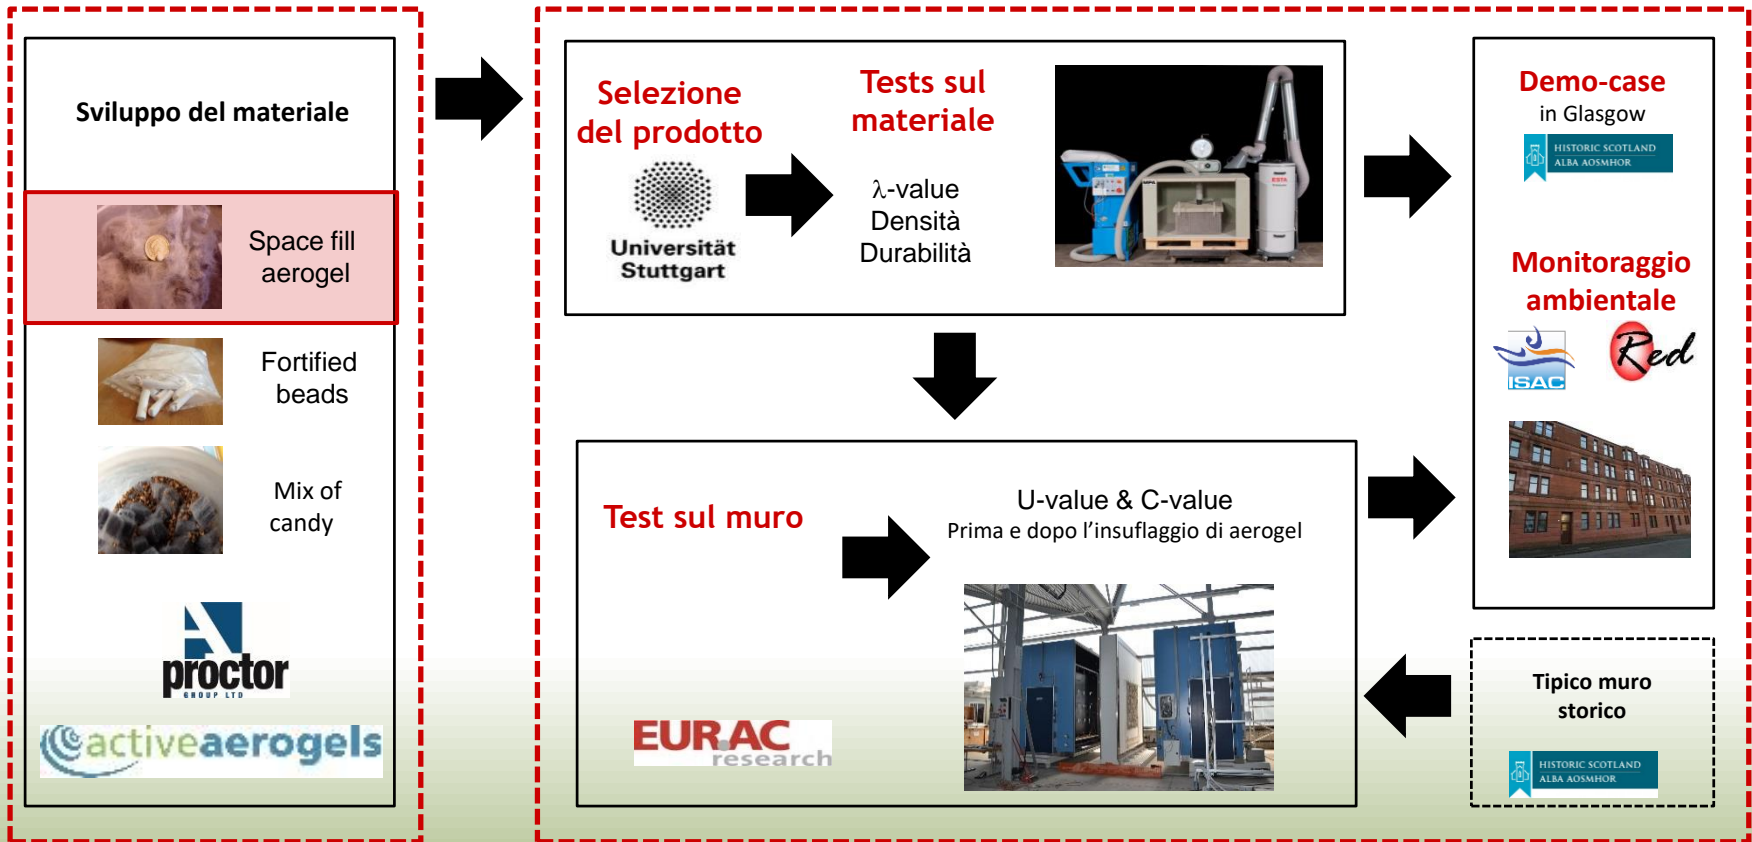 Sviluppo del materiale
Space fill
aerogel
Fortified
beads
Mix of
candy
A
proctor
GROUP LTD
activeaerogels
Selezione
del prodotto
Universität
Stuttgart
Tests sul
materiale
λ-value
Densità
Durabilità
MPA
ESTA
Demo-case
in Glasgow
HISTORIC SCOTLAND
ALBA AOSMHOR
Monitoraggio
ambientale
ISAC
Red
Test sul muro
EURAC
research
U-value & C-value
Prima e dopo l'insuflaggio di aerogel
Tipico muro
storico
HISTORIC SCOTLAND
ALBA AOSMHOR